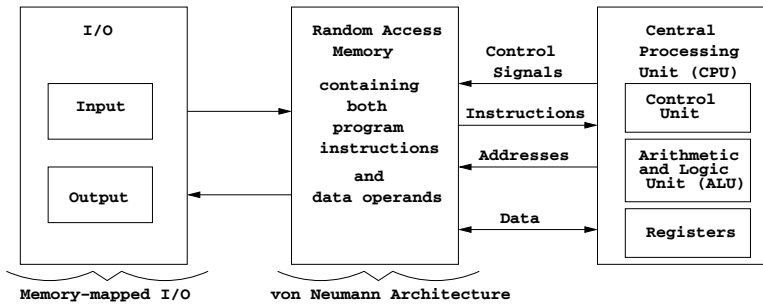 I/O
Input
Output
Memory-mapped I/O
Random Access
Memory
containing
both
program
instructions
and
data operands
von Neumann Architecture
Control
Signals
Instructions
Addresses
Data
Central
Processing
Unit (CPU)
Control
Unit
Arithmetic
and Logic
Unit (ALU)
Registers